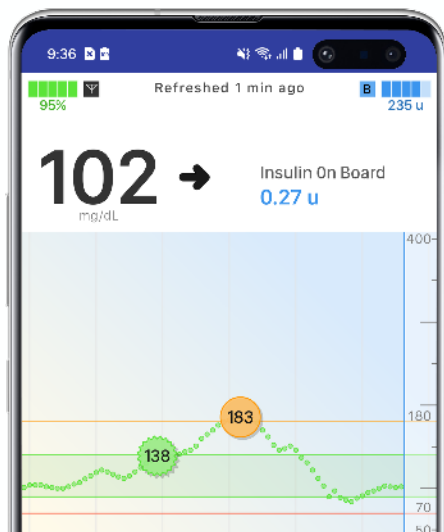 9:36
Refreshed 1 min ago
B
95%
235 u
102
mg/dL
Insulin On Board
0.27 u
400
183
180
138
70
50